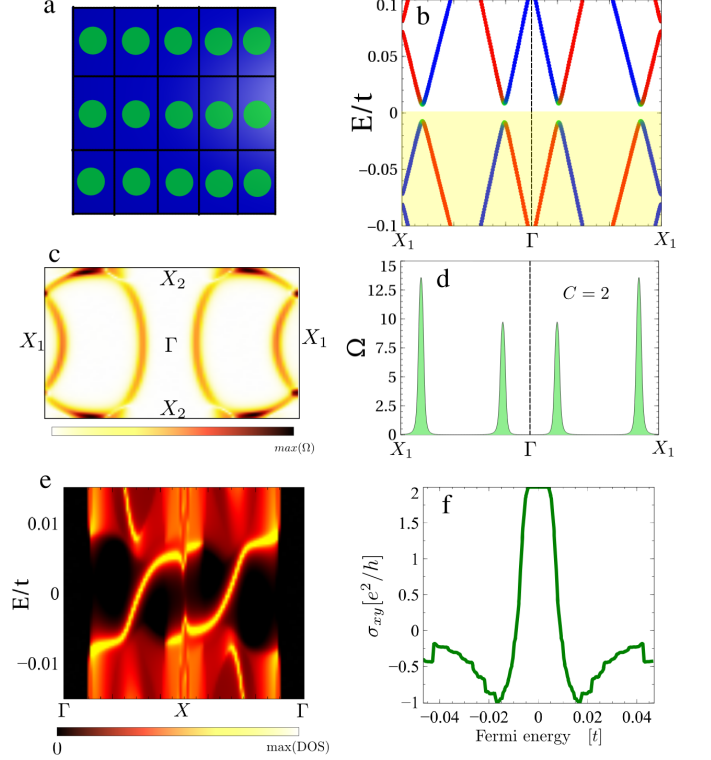 a
b
0.1
0.05
0
−0.05
−0.1
E/t
X1 Γ X1
c
X2
X1 Γ X1
X2
max(Ω)
d
C = 2
15
12.5
10
7.5
5
2.5
0
Ω
X1 Γ X1
e
0.01
0
−0.01
E/t
Γ X Γ
0 max(DOS)
f
2
1.5
1
0.5
0
−0.5
−1
σxy[e²/h]
−0.04 −0.02 0 0.02 0.04
Fermi energy [t]